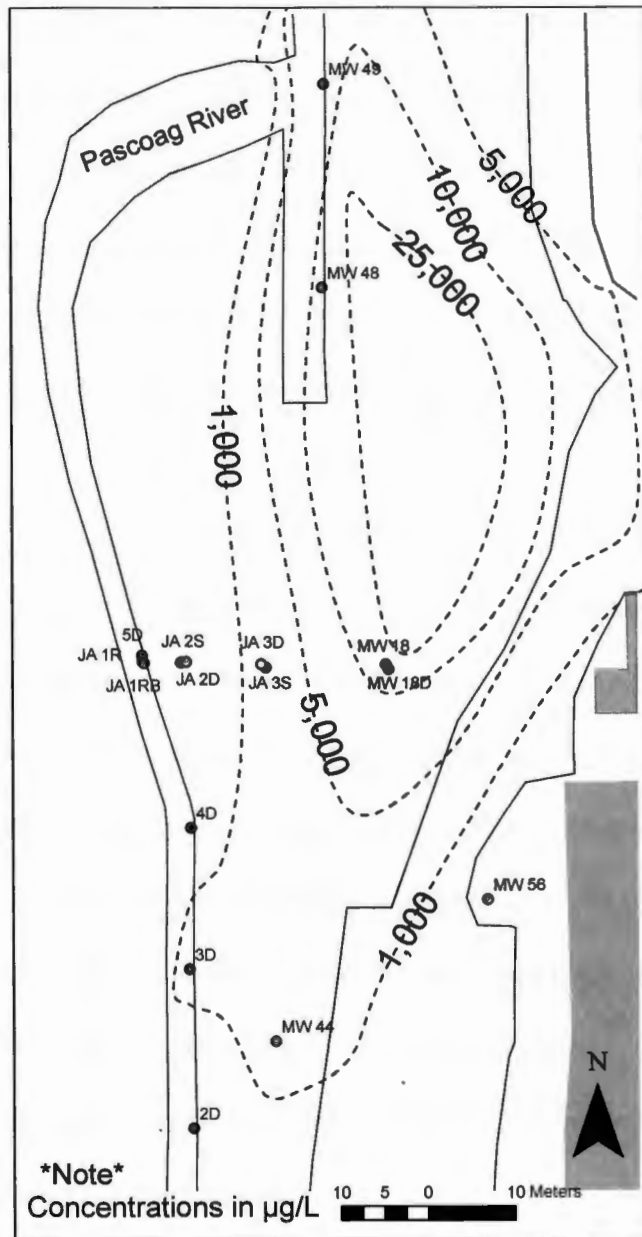 MW 49
Pascoag River
5,000
10,000
25,000
MW 48
1,000
5D
JA 2S
JA 3D
MW 18
JA 1R
JA 1RB
JA 2D
JA 3S
MW 18D
5,000
4D
MW 56
1,000
3D
MW 44
N
2D
*Note*
Concentrations in µg/L
10 5 0 10 Meters